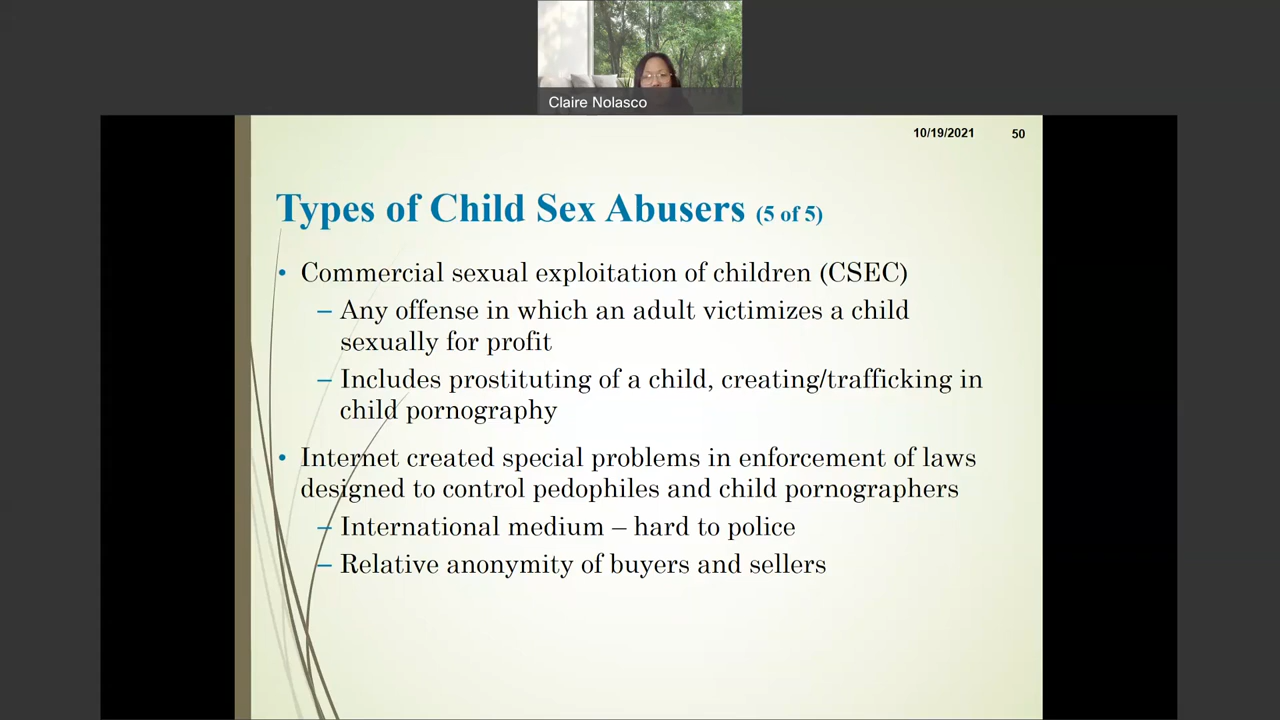 Claire Nolasco
10/19/2021 50
Types of Child Sex Abusers (5 of 5)
• Commercial sexual exploitation of children (CSEC)
– Any offense in which an adult victimizes a child
sexually for profit
– Includes prostituting of a child, creating/trafficking in
child pornography
• Internet created special problems in enforcement of laws
designed to control pedophiles and child pornographers
– International medium – hard to police
– Relative anonymity of buyers and sellers